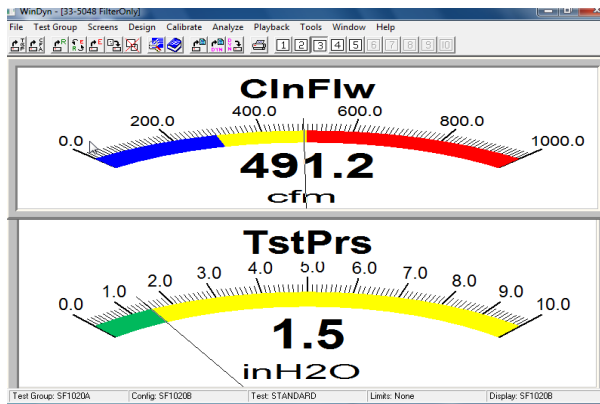 WinDyn - [33-5048 FilterOnly]
File Test Group Screens Design Calibrate Analyze Playback Tools Window Help
1 2 3 4 5 6 7 8 9 10
ClnFlw
0.0 200.0 400.0 600.0 800.0 1000.0
491.2
cfm
TstPrs
0.0 1.0 2.0 3.0 4.0 5.0 6.0 7.0 8.0 9.0 10.0
1.5
inH2O
Test Group: SF1020A Config: SF1020B Test: STANDARD Limits: None Display: SF1020B